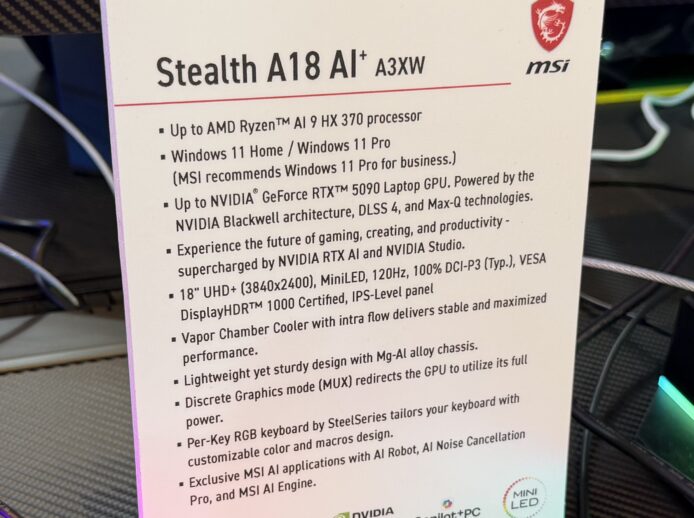 Stealth A18 AI+ A3XW
msi
▪ Up to AMD Ryzen™ AI 9 HX 370 processor
▪ Windows 11 Home / Windows 11 Pro
(MSI recommends Windows 11 Pro for business.)
▪ Up to NVIDIA® GeForce RTX™ 5090 Laptop GPU. Powered by the
NVIDIA Blackwell architecture, DLSS 4, and Max-Q technologies.
▪ Experience the future of gaming, creating, and productivity -
supercharged by NVIDIA RTX AI and NVIDIA Studio.
▪ 18" UHD+ (3840x2400), MiniLED, 120Hz, 100% DCI-P3 (Typ.), VESA
DisplayHDR™ 1000 Certified, IPS-Level panel
▪ Vapor Chamber Cooler with intra flow delivers stable and maximized
performance.
▪ Lightweight yet sturdy design with Mg-Al alloy chassis.
▪ Discrete Graphics mode (MUX) redirects the GPU to utilize its full
power.
▪ Per-Key RGB keyboard by SteelSeries tailors your keyboard with
customizable color and macros design.
▪ Exclusive MSI AI applications with AI Robot, AI Noise Cancellation
Pro, and MSI AI Engine.
NVIDIA
MINI
LED